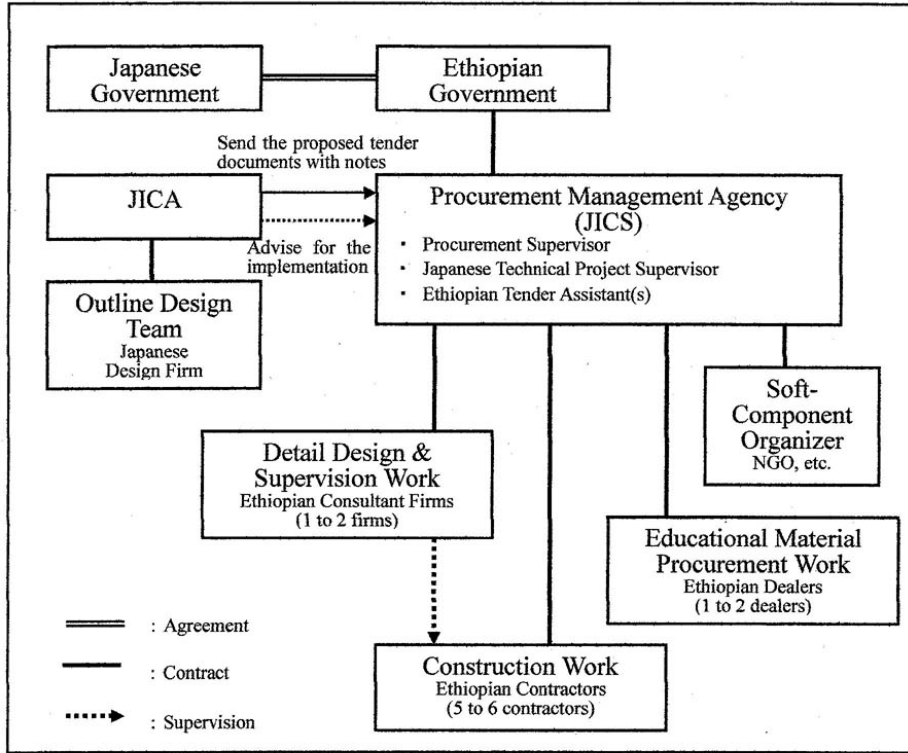 Japanese
Government
Ethiopian
Government
Send the proposed tender
documents with notes
JICA
Advise for the
implementation
Procurement Management Agency
(JICS)
・ Procurement Supervisor
・ Japanese Technical Project Supervisor
・ Ethiopian Tender Assistant(s)
Outline Design
Team
Japanese
Design Firm
Soft-
Component
Organizer
NGO, etc.
Detail Design &
Supervision Work
Ethiopian Consultant Firms
(1 to 2 firms)
Educational Material
Procurement Work
Ethiopian Dealers
(1 to 2 dealers)
Construction Work
Ethiopian Contractors
(5 to 6 contractors)
: Agreement
: Contract
: Supervision